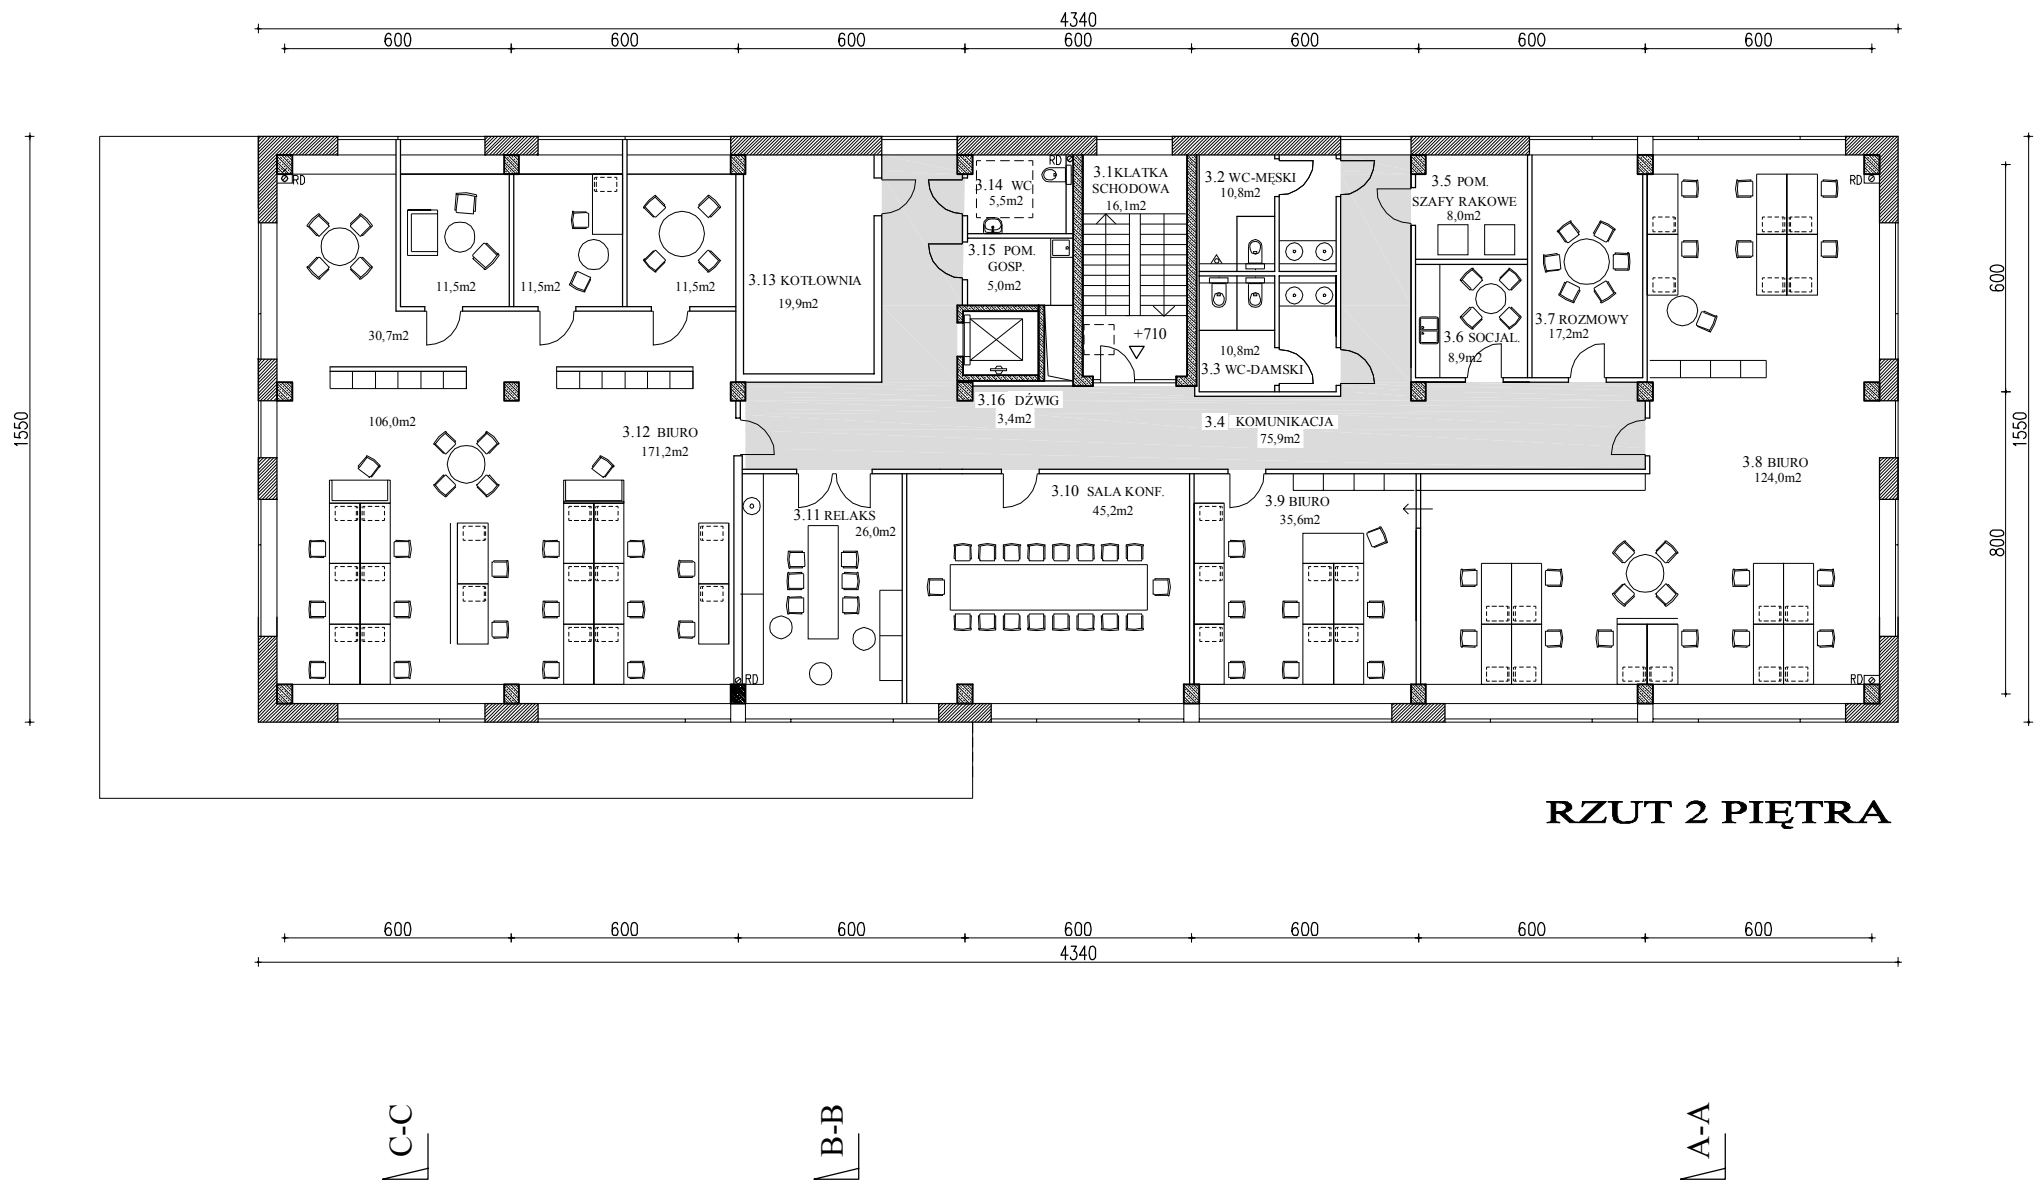 4340
600 600 600 600 600 600 600
1550
600
1550
800
RD
RD
RD
RD
RD
11,5m2
11,5m2
11,5m2
30,7m2
106,0m2
3.12 BIURO
171,2m2
3.13 KOTŁOWNIA
19,9m2
3.14 WC
5,5m2
3.15 POM.
GOSP.
5,0m2
3.1 KLATKA
SCHODOWA
16,1m2
+710
3.2 WC-MĘSKI
10,8m2
10,8m2
3.3 WC-DAMSKI
3.5 POM.
SZAFY RAKOWE
8,0m2
3.6 SOCJAL.
8,9m2
3.7 ROZMOWY
17,2m2
3.16 DŹWIG
3,4m2
3.4 KOMUNIKACJA
75,9m2
3.8 BIURO
124,0m2
3.11 RELAKS
26,0m2
3.10 SALA KONF.
45,2m2
3.9 BIURO
35,6m2
RZUT 2 PIĘTRA
600 600 600 600 600 600 600
4340
C-C
B-B
A-A